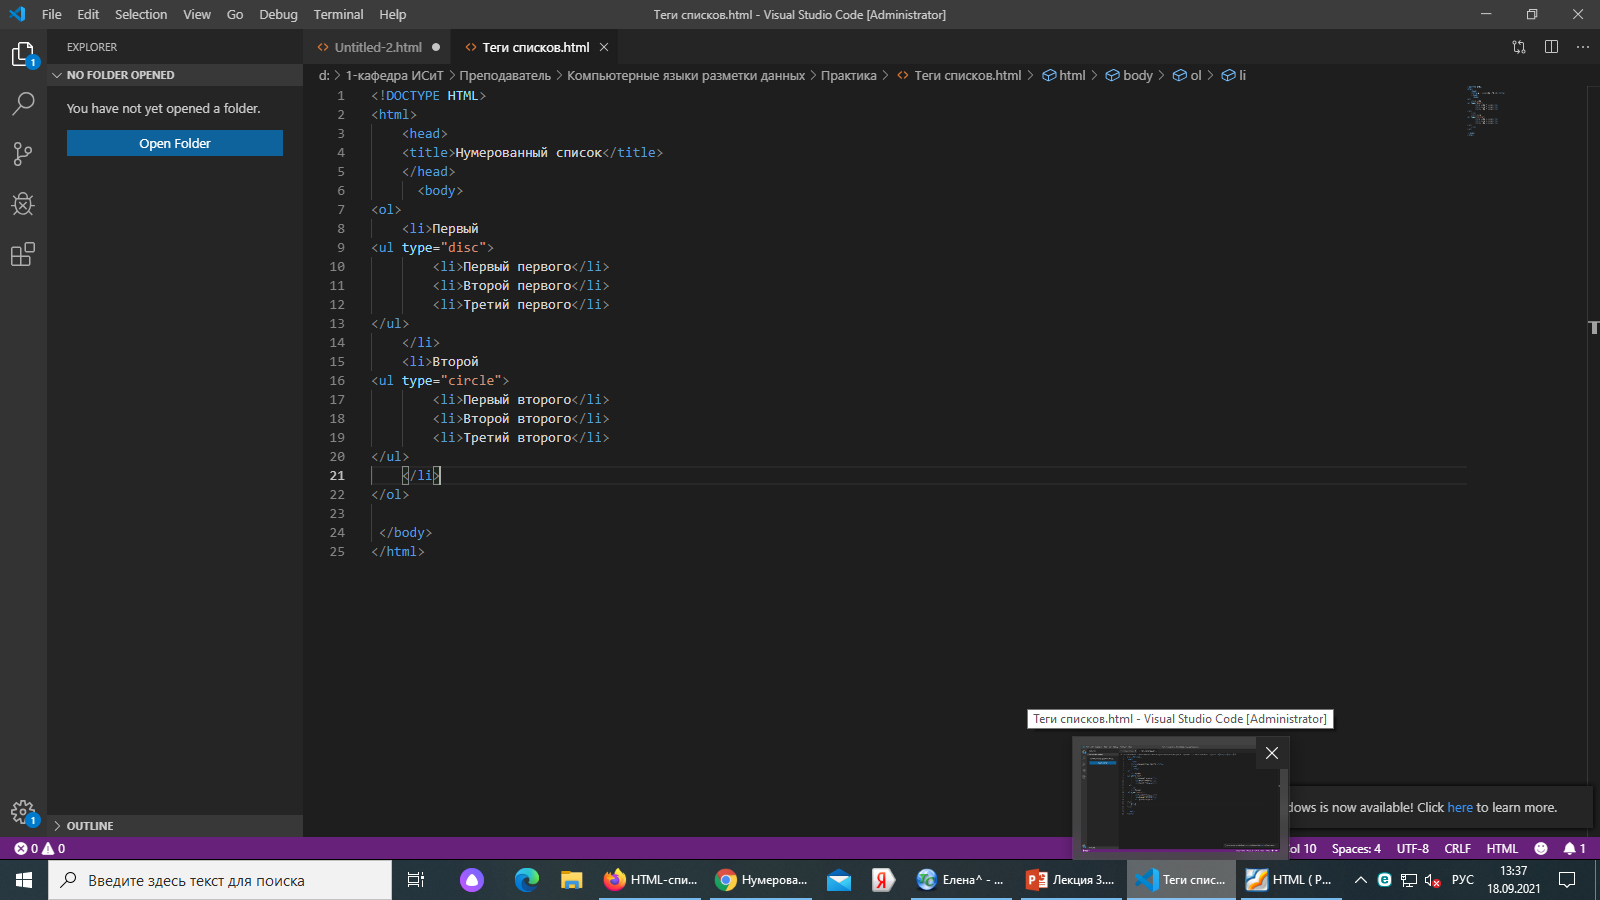 File Edit Selection View Go Debug Terminal Help
Теги списков.html - Visual Studio Code [Administrator]
EXPLORER
Untitled-2.html
Теги списков.html
NO FOLDER OPENED
d: > 1-кафедра ИСиТ > Преподаватель > Компьютерные языки разметки данных > Практика > Теги списков.html > html > body > ol > li
You have not yet opened a folder.
Open Folder
1 <!DOCTYPE HTML>
2 <html>
3 <head>
4 <title>Нумерованный список</title>
5 </head>
6 <body>
7 <ol>
8 <li>Первый
9 <ul type="disc">
10 <li>Первый первого</li>
11 <li>Второй первого</li>
12 <li>Третий первого</li>
13 </ul>
14 </li>
15 <li>Второй
16 <ul type="circle">
17 <li>Первый второго</li>
18 <li>Второй второго</li>
19 <li>Третий второго</li>
20 </ul>
21 </li>
22 </ol>
23
24 </body>
25 </html>
1
Теги списков.html - Visual Studio Code [Administrator]
dows is now available! Click here to learn more.
1
OUTLINE
0 0
ol 10 Spaces: 4 UTF-8 CRLF HTML 1
Введите здесь текст для поиска
HTML-спи...
Нумерова...
Елена^ - ...
Лекция 3....
Теги спис...
HTML ( P...
РУС
13:37
18.09.2021